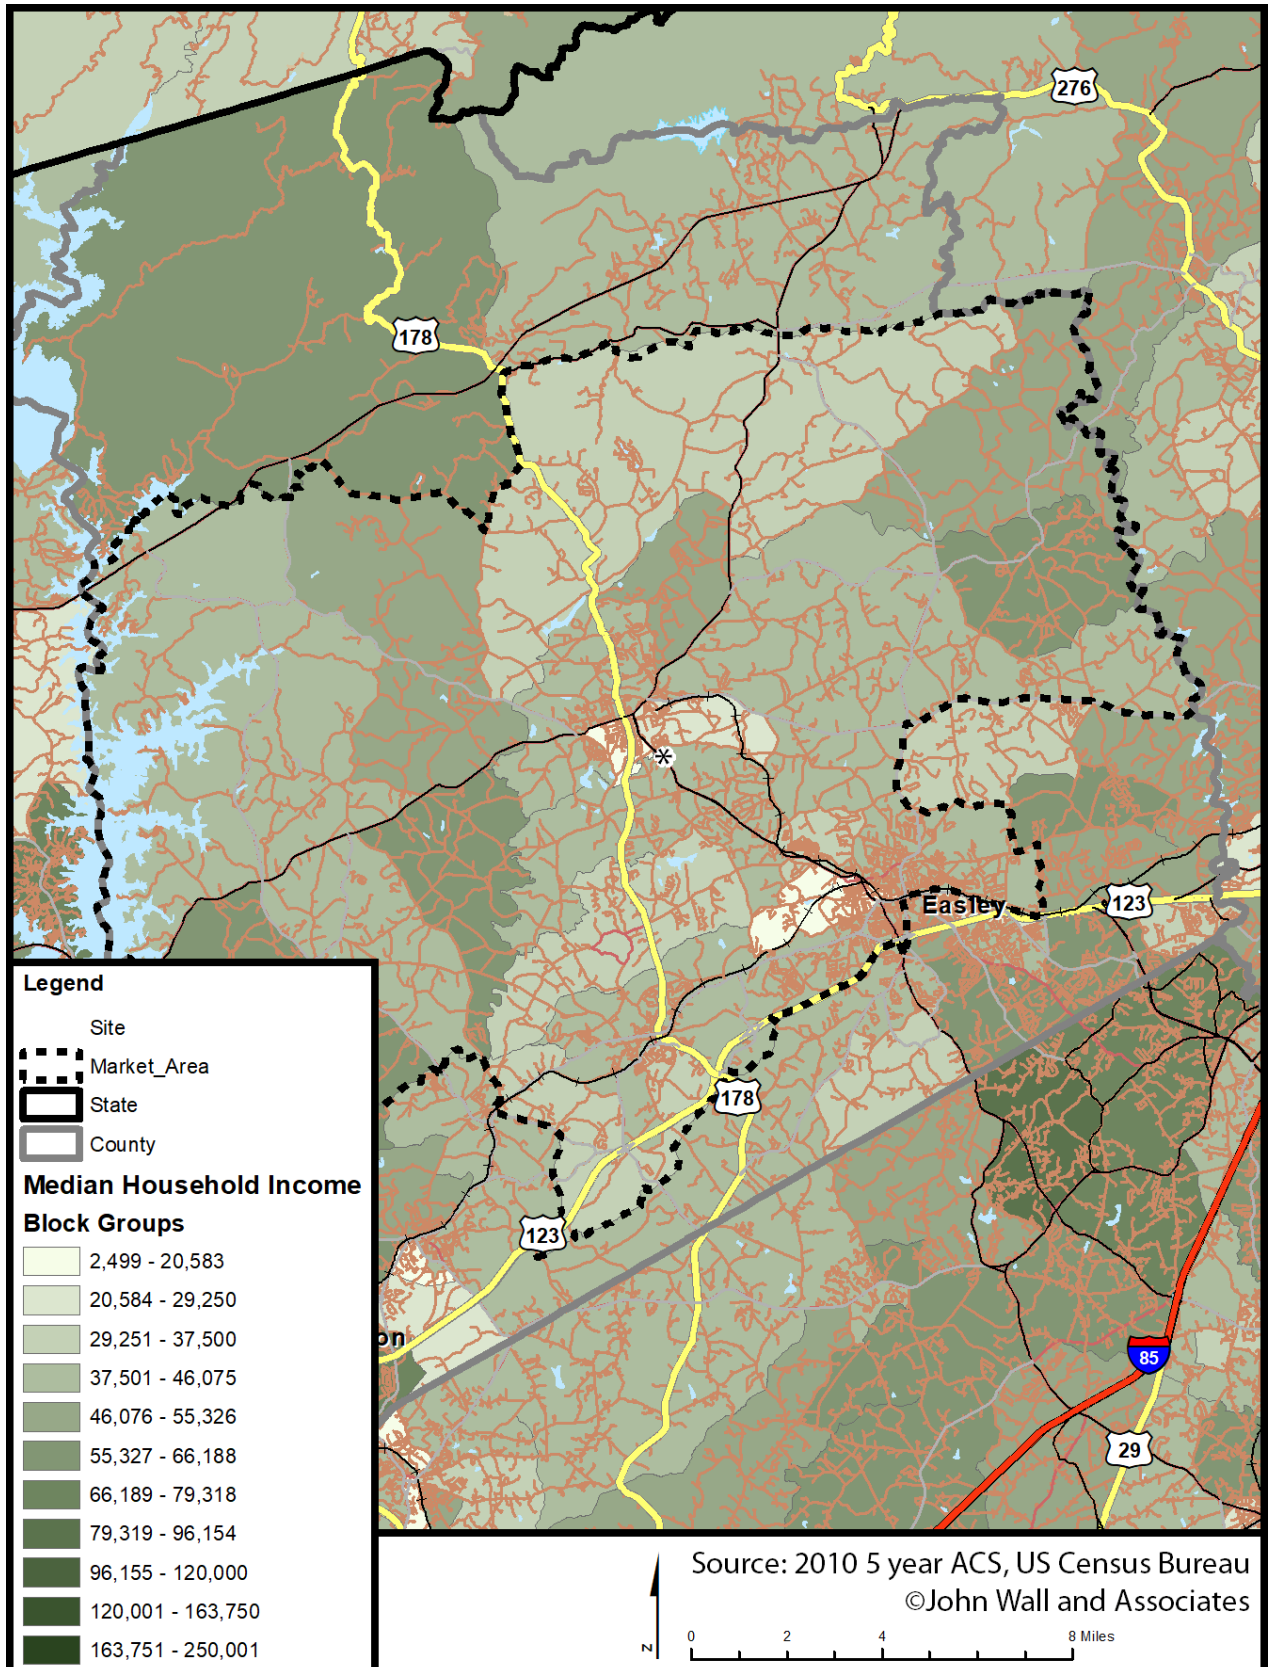 276
178
*
Easley
123
178
123
on
85
29
Legend
Site
Market_Area
State
County
Median Household Income
Block Groups
2,499 - 20,583
20,584 - 29,250
29,251 - 37,500
37,501 - 46,075
46,076 - 55,326
55,327 - 66,188
66,189 - 79,318
79,319 - 96,154
96,155 - 120,000
120,001 - 163,750
163,751 - 250,001
Source: 2010 5 year ACS, US Census Bureau
©John Wall and Associates
N
0 2 4 8 Miles